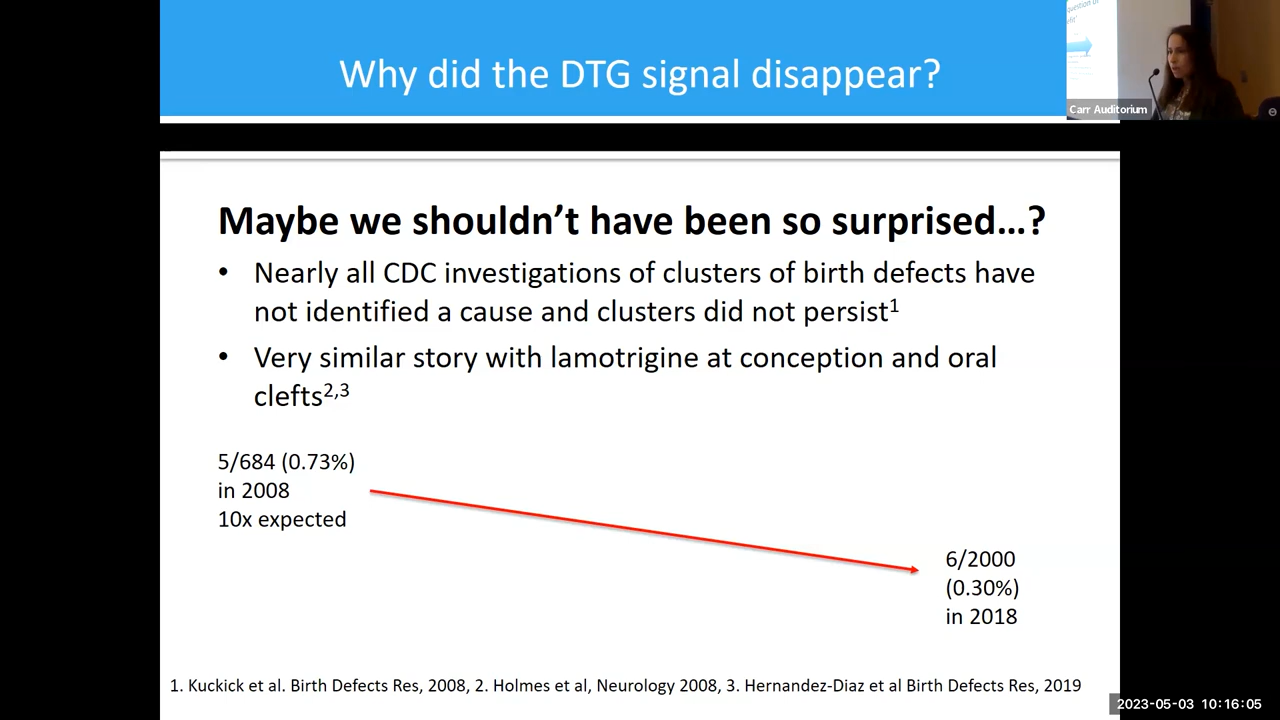 Why did the DTG signal disappear?
question of
Carr Auditorium
Maybe we shouldn't have been so surprised...?
• Nearly all CDC investigations of clusters of birth defects have
not identified a cause and clusters did not persist1
• Very similar story with lamotrigine at conception and oral
clefts2,3
5/684 (0.73%)
in 2008
10x expected
6/2000
(0.30%)
in 2018
1. Kuckick et al. Birth Defects Res, 2008, 2. Holmes et al, Neurology 2008, 3. Hernandez-Diaz et al Birth Defects Res, 2019
2023-05-03 10:16:05